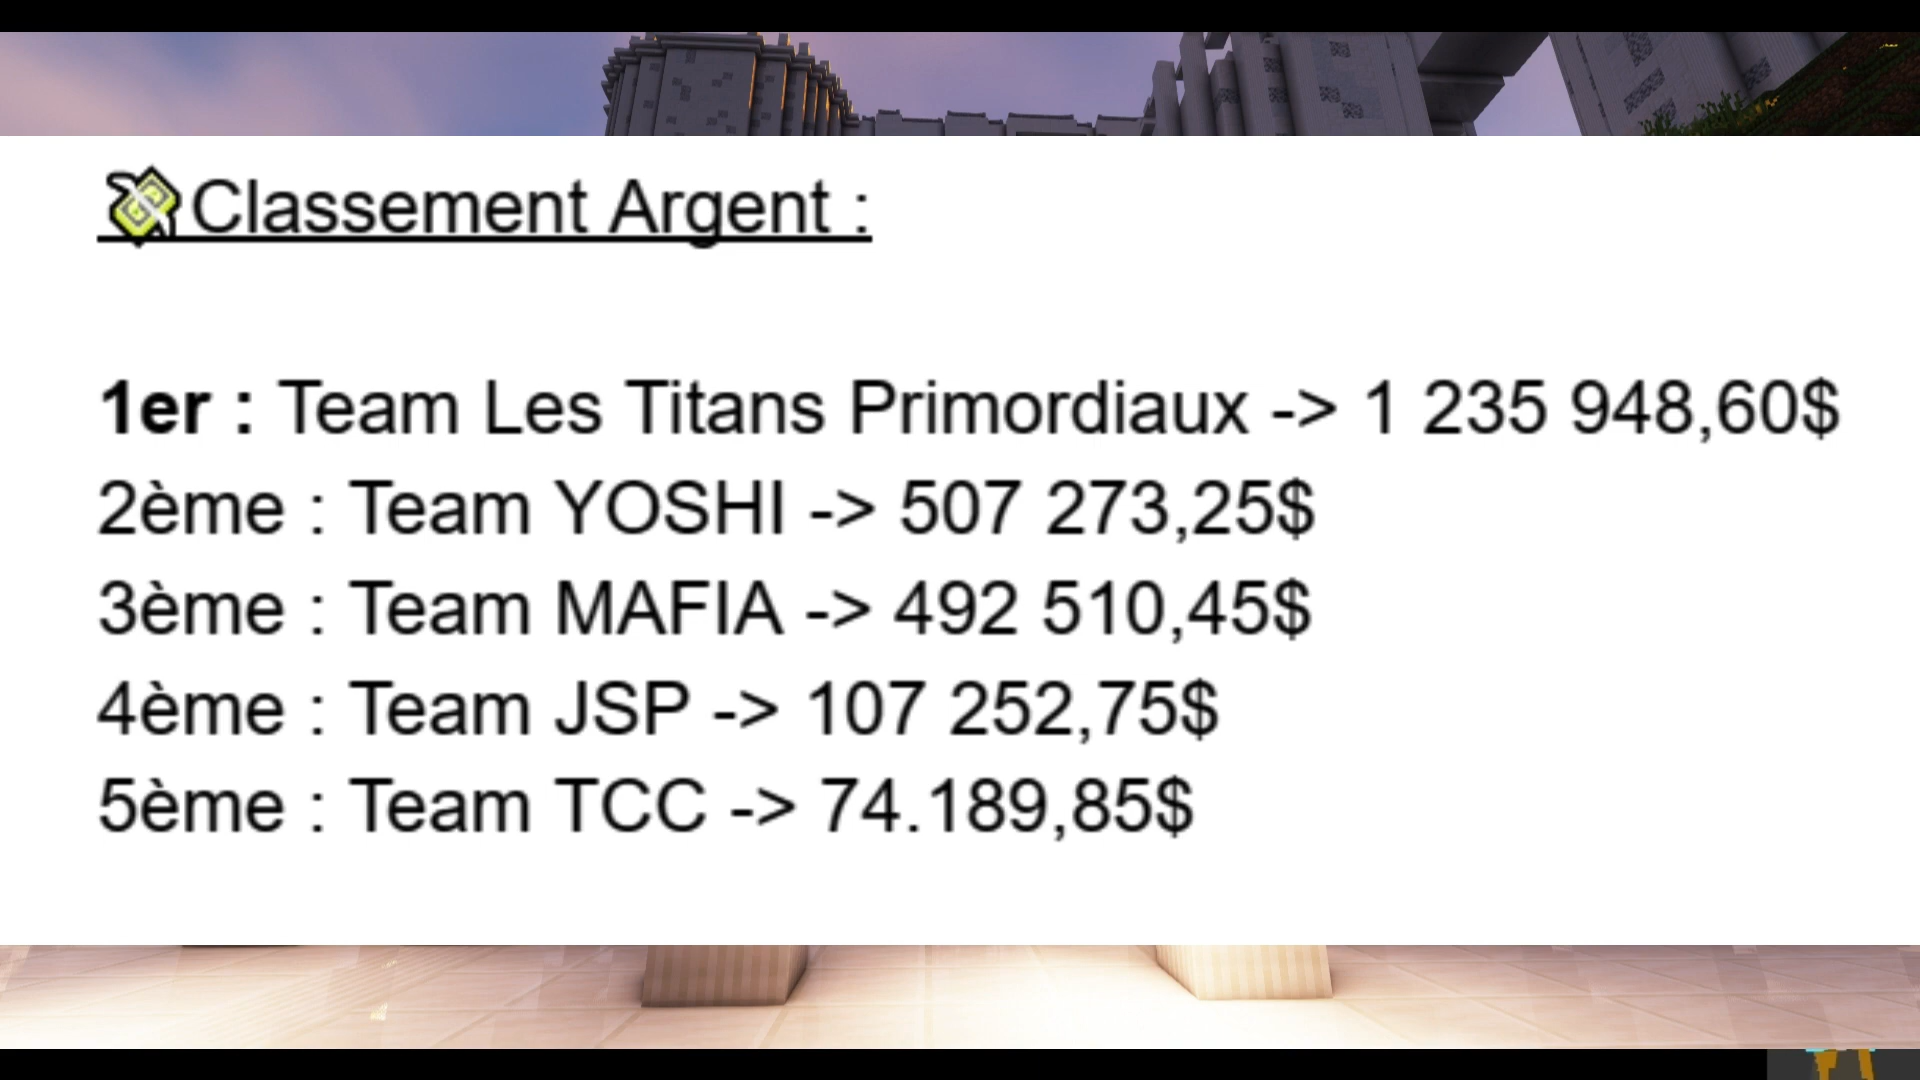 💸Classement Argent :
1er : Team Les Titans Primordiaux -> 1 235 948,60$
2ème : Team YOSHI -> 507 273,25$
3ème : Team MAFIA -> 492 510,45$
4ème : Team JSP -> 107 252,75$
5ème : Team TCC -> 74.189,85$